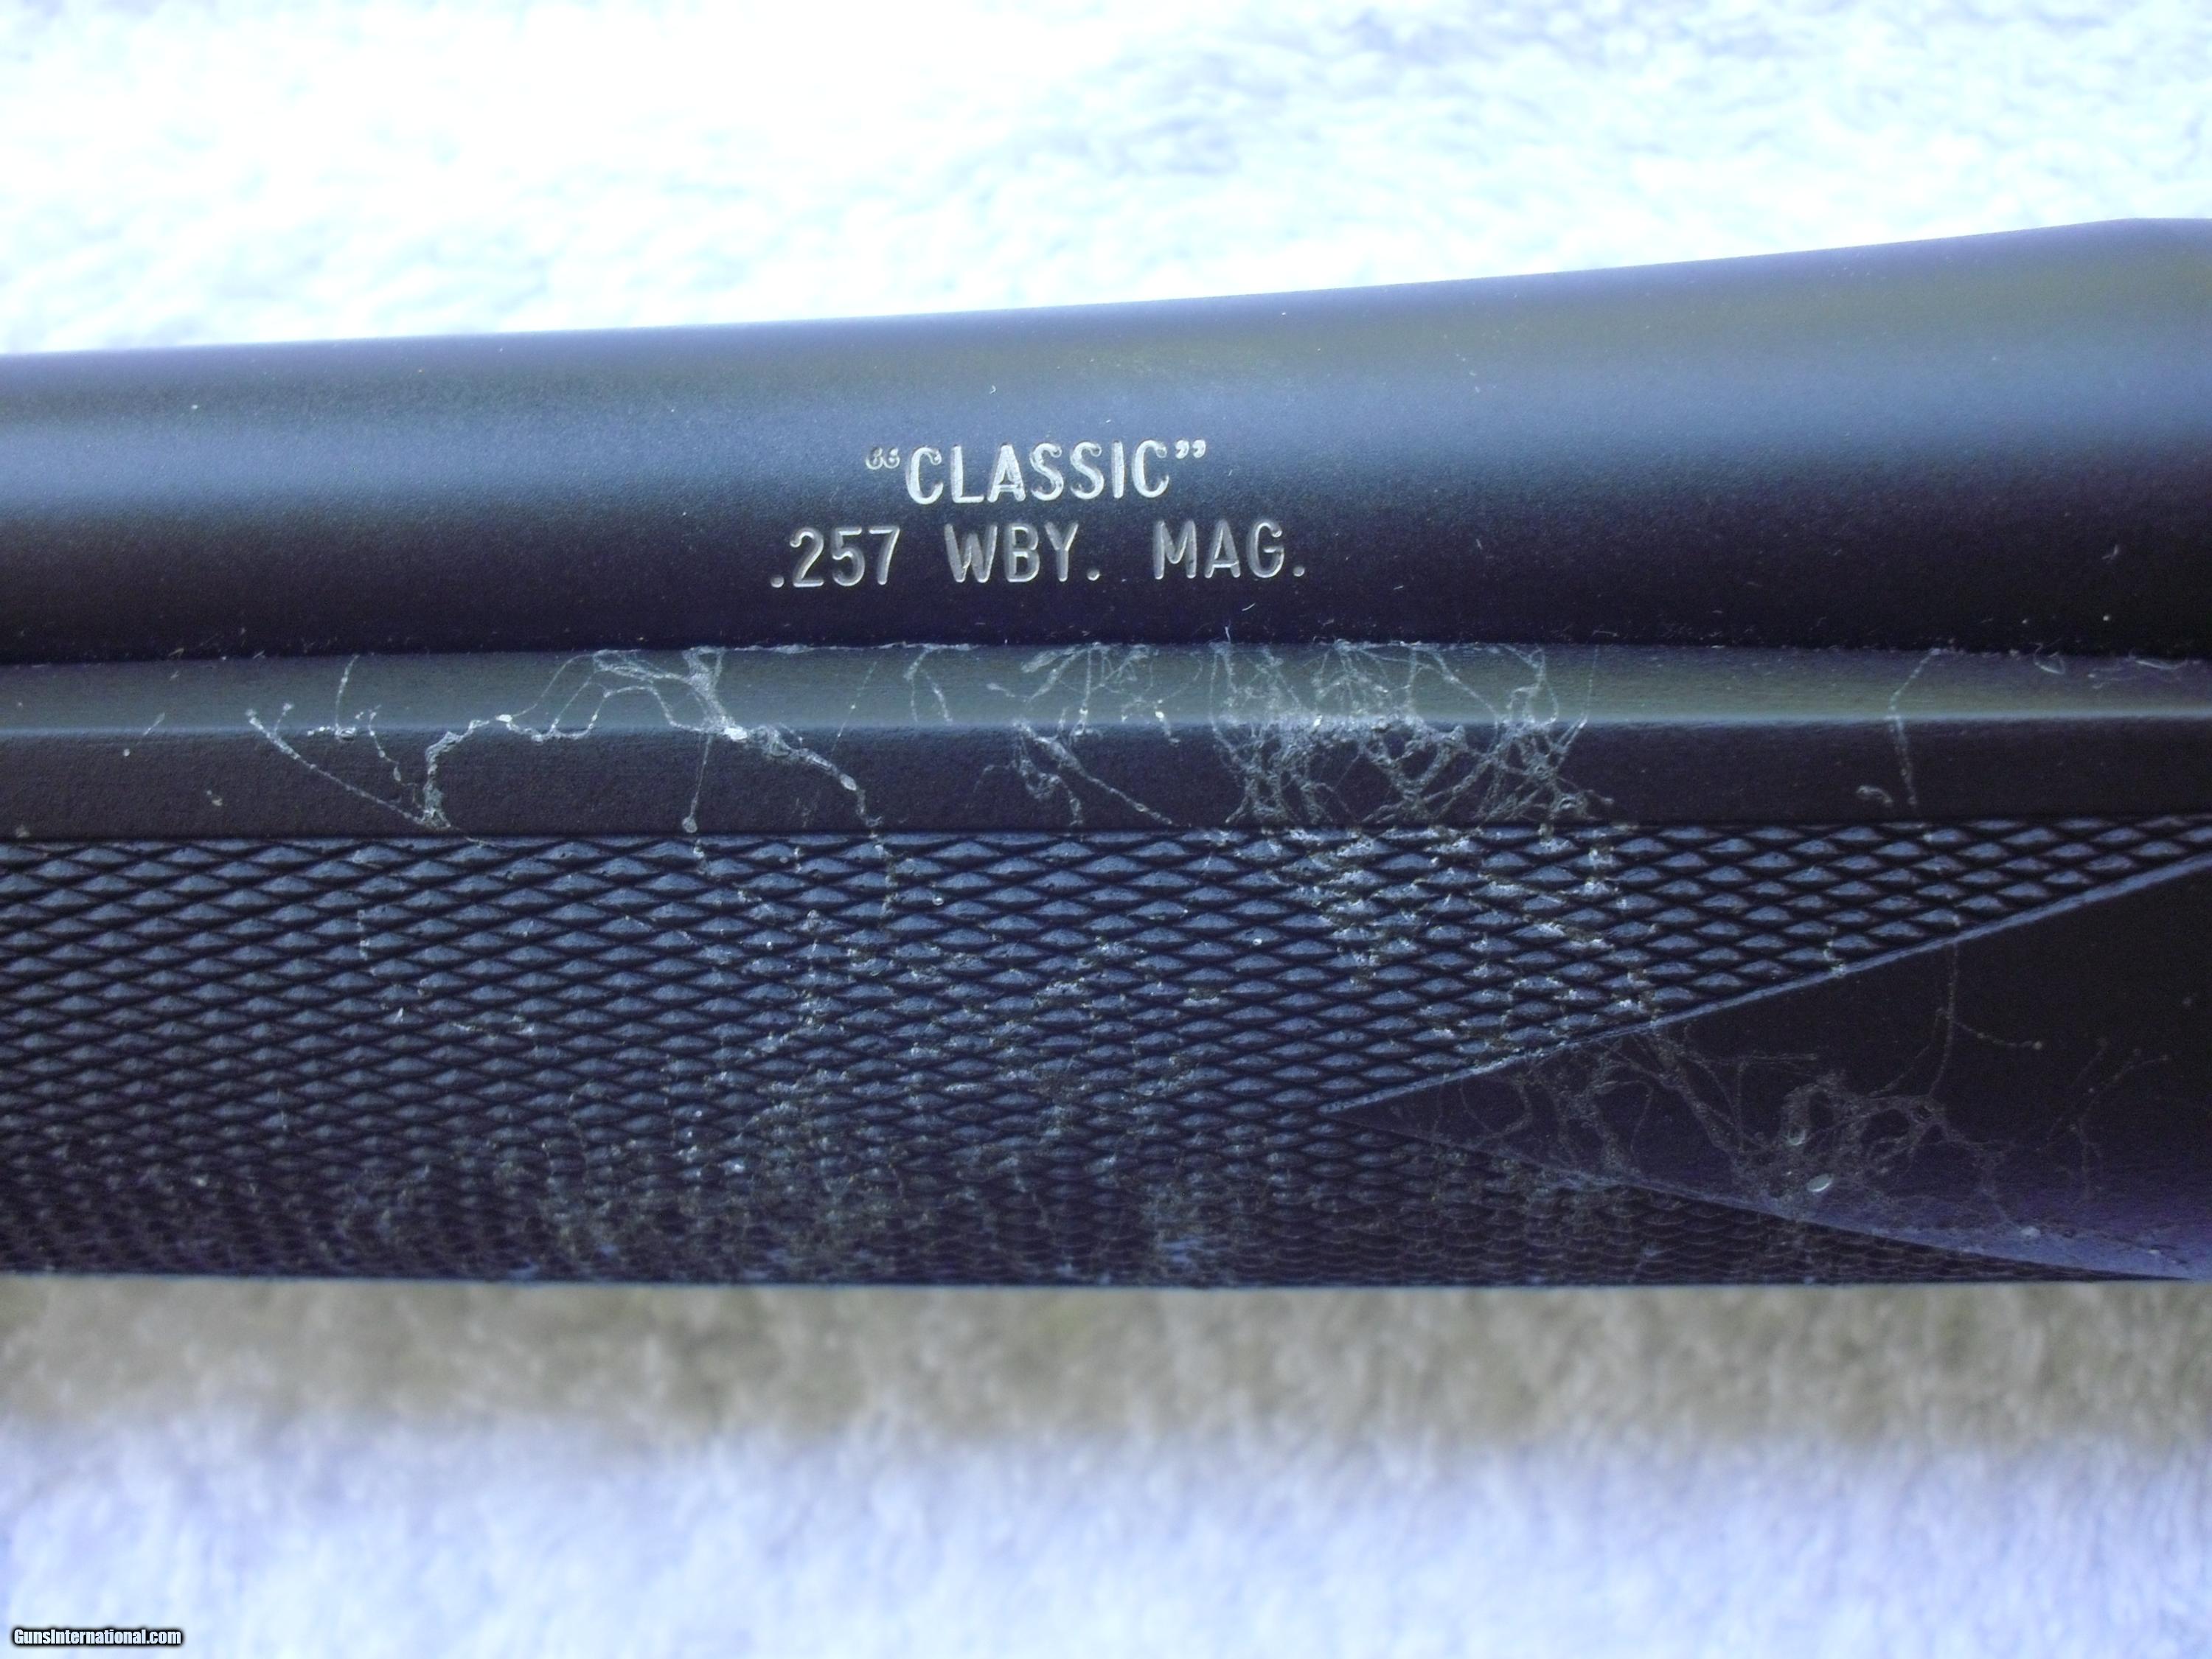 “CLASSIC”
.257 WBY. MAG.
GunsInternational.com